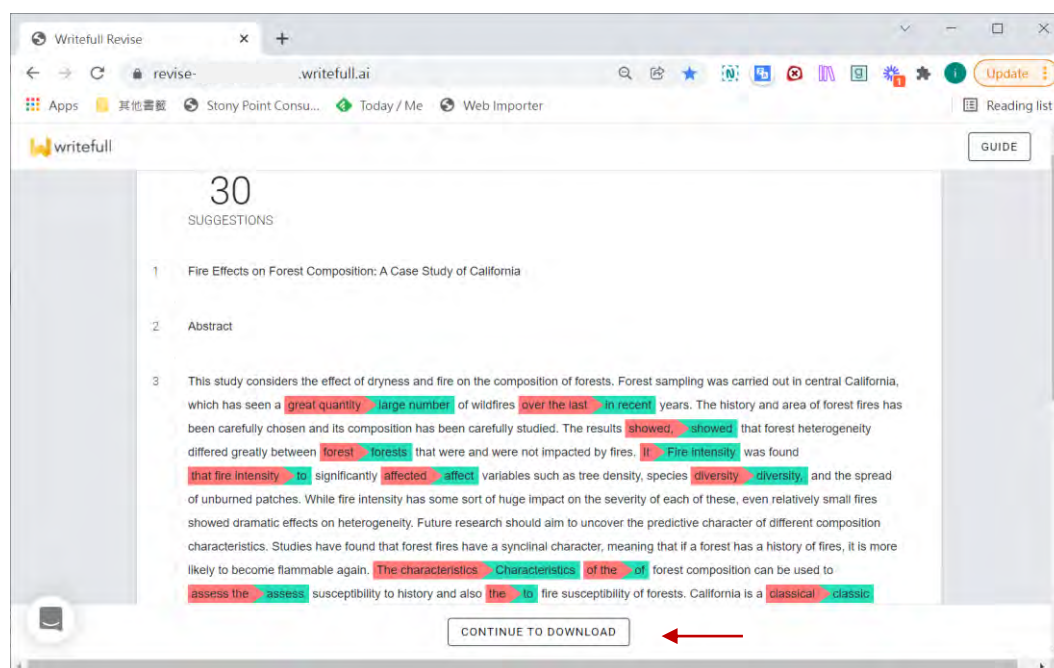 Writefull Revise
revise- .writefull.ai
Update
Apps 其他書籤 Stony Point Consu... Today / Me Web Importer Reading list
writefull GUIDE
30
SUGGESTIONS
1 Fire Effects on Forest Composition: A Case Study of California
2 Abstract
3 This study considers the effect of dryness and fire on the composition of forests. Forest sampling was carried out in central California,
which has seen a great quantity large number of wildfires over the last in recent years. The history and area of forest fires has
been carefully chosen and its composition has been carefully studied. The results showed, showed that forest heterogeneity
differed greatly between forest forests that were and were not impacted by fires. It Fire intensity was found
that fire intensity to significantly affected affect variables such as tree density, species diversity diversity, and the spread
of unburned patches. While fire intensity has some sort of huge impact on the severity of each of these, even relatively small fires
showed dramatic effects on heterogeneity. Future research should aim to uncover the predictive character of different composition
characteristics. Studies have found that forest fires have a synclinal character, meaning that if a forest has a history of fires, it is more
likely to become flammable again. The characteristics Characteristics of the of forest composition can be used to
assess the assess susceptibility to history and also the to fire susceptibility of forests. California is a classical classic
CONTINUE TO DOWNLOAD